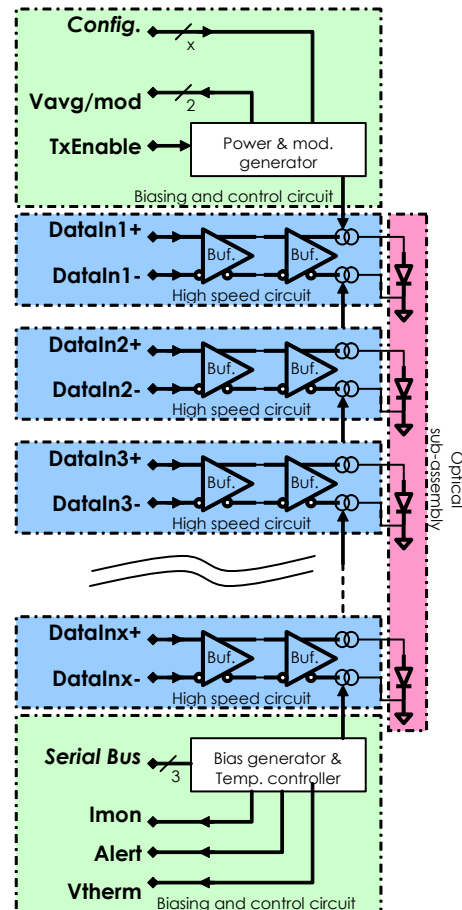 Config.
x
Vavg/mod
2
TxEnable
Power & mod.
generator
Biasing and control circuit
DataIn1+
Buf.
Buf.
DataIn1-
High speed circuit
DataIn2+
Buf.
Buf.
DataIn2-
High speed circuit
DataIn3+
Buf.
Buf.
DataIn3-
High speed circuit
Optical
sub-assembly
DataInx+
Buf.
Buf.
DataInx-
High speed circuit
Serial Bus
3
Bias generator &
Temp. controller
Imon
Alert
Vtherm
Biasing and control circuit